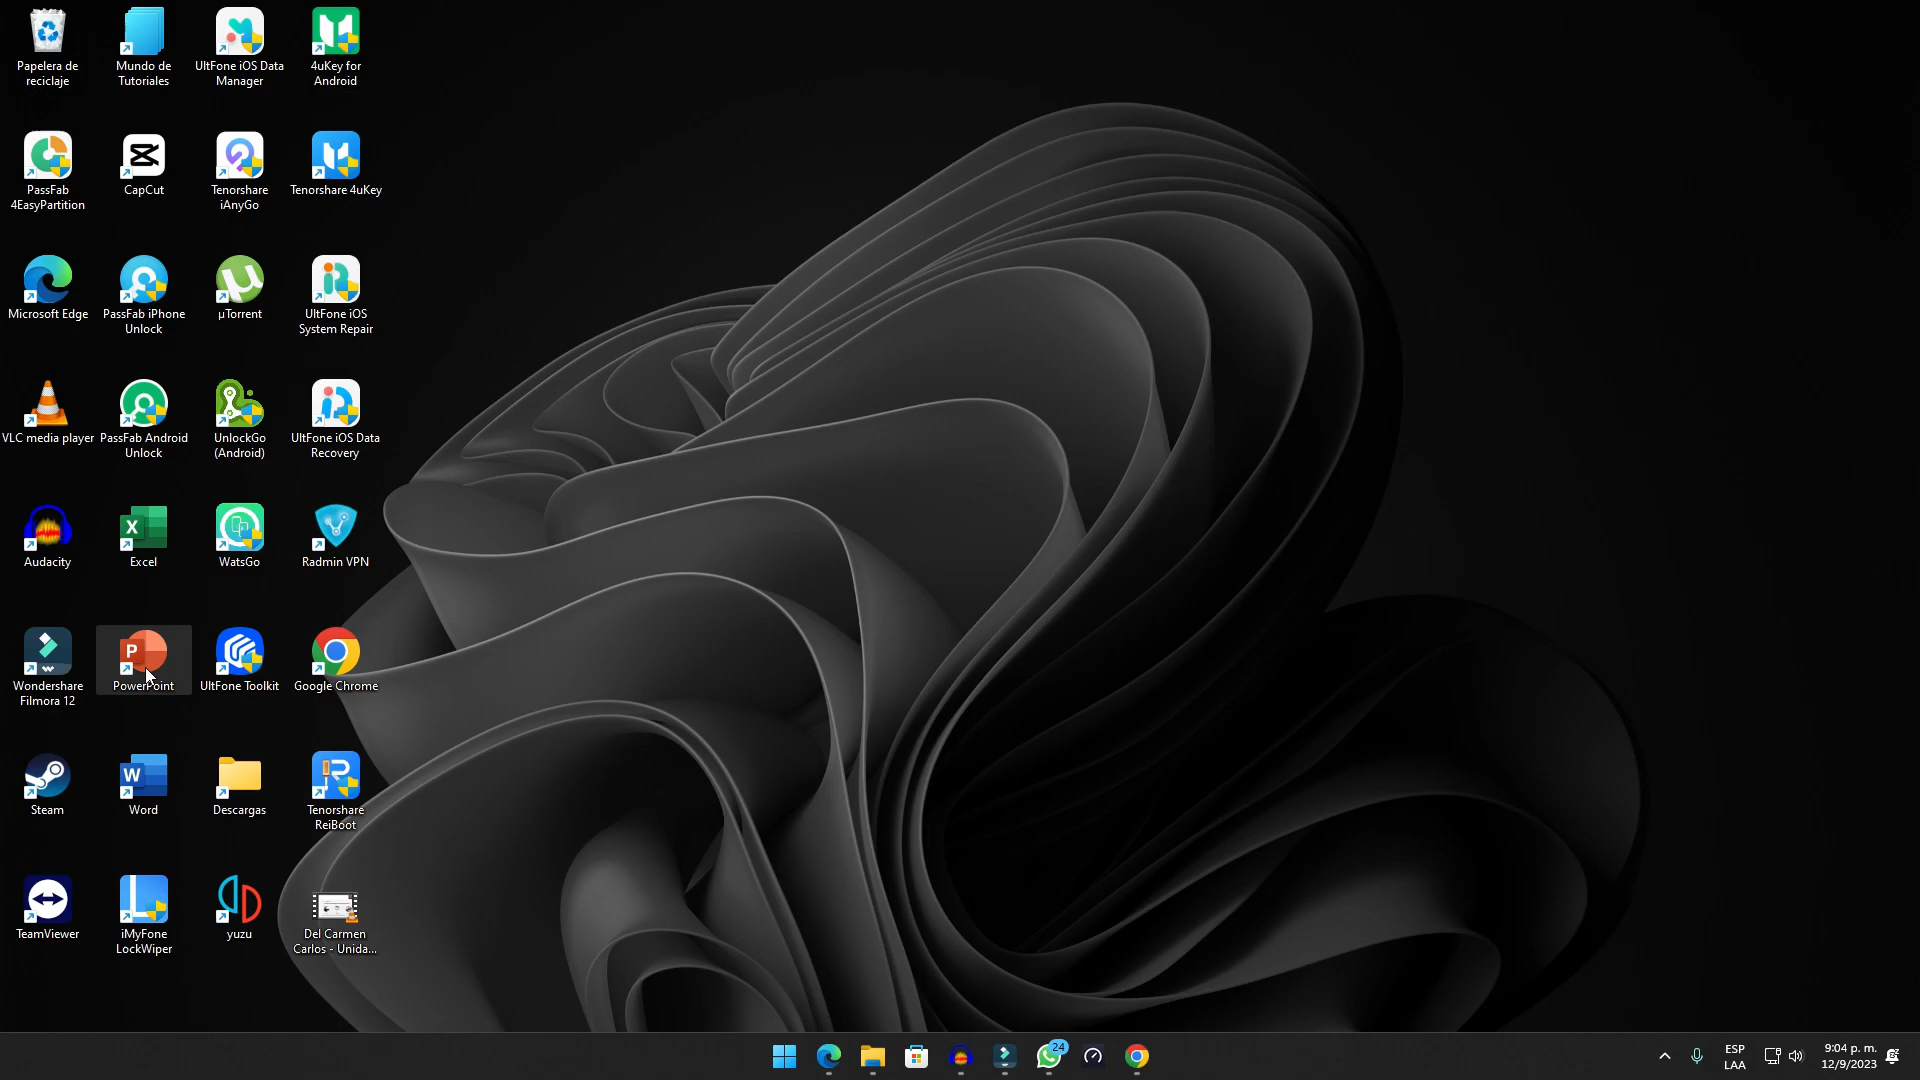 Papelera de
reciclaje
Mundo de
Tutoriales
UltFone iOS Data
Manager
4uKey for
Android
PassFab
4EasyPartition
CapCut
Tenorshare
iAnyGo
Tenorshare 4uKey
Microsoft Edge
PassFab iPhone
Unlock
µTorrent
UltFone iOS
System Repair
VLC media player
PassFab Android
Unlock
UnlockGo
(Android)
UltFone iOS Data
Recovery
Audacity
Excel
WatsGo
Radmin VPN
Wondershare
Filmora 12
PowerPoint
UltFone Toolkit
Google Chrome
Steam
Word
Descargas
Tenorshare
ReiBoot
TeamViewer
iMyFone
LockWiper
yuzu
Del Carmen
Carlos - Unida...
24
ESP
LAA
9:04 p. m.
12/9/2023